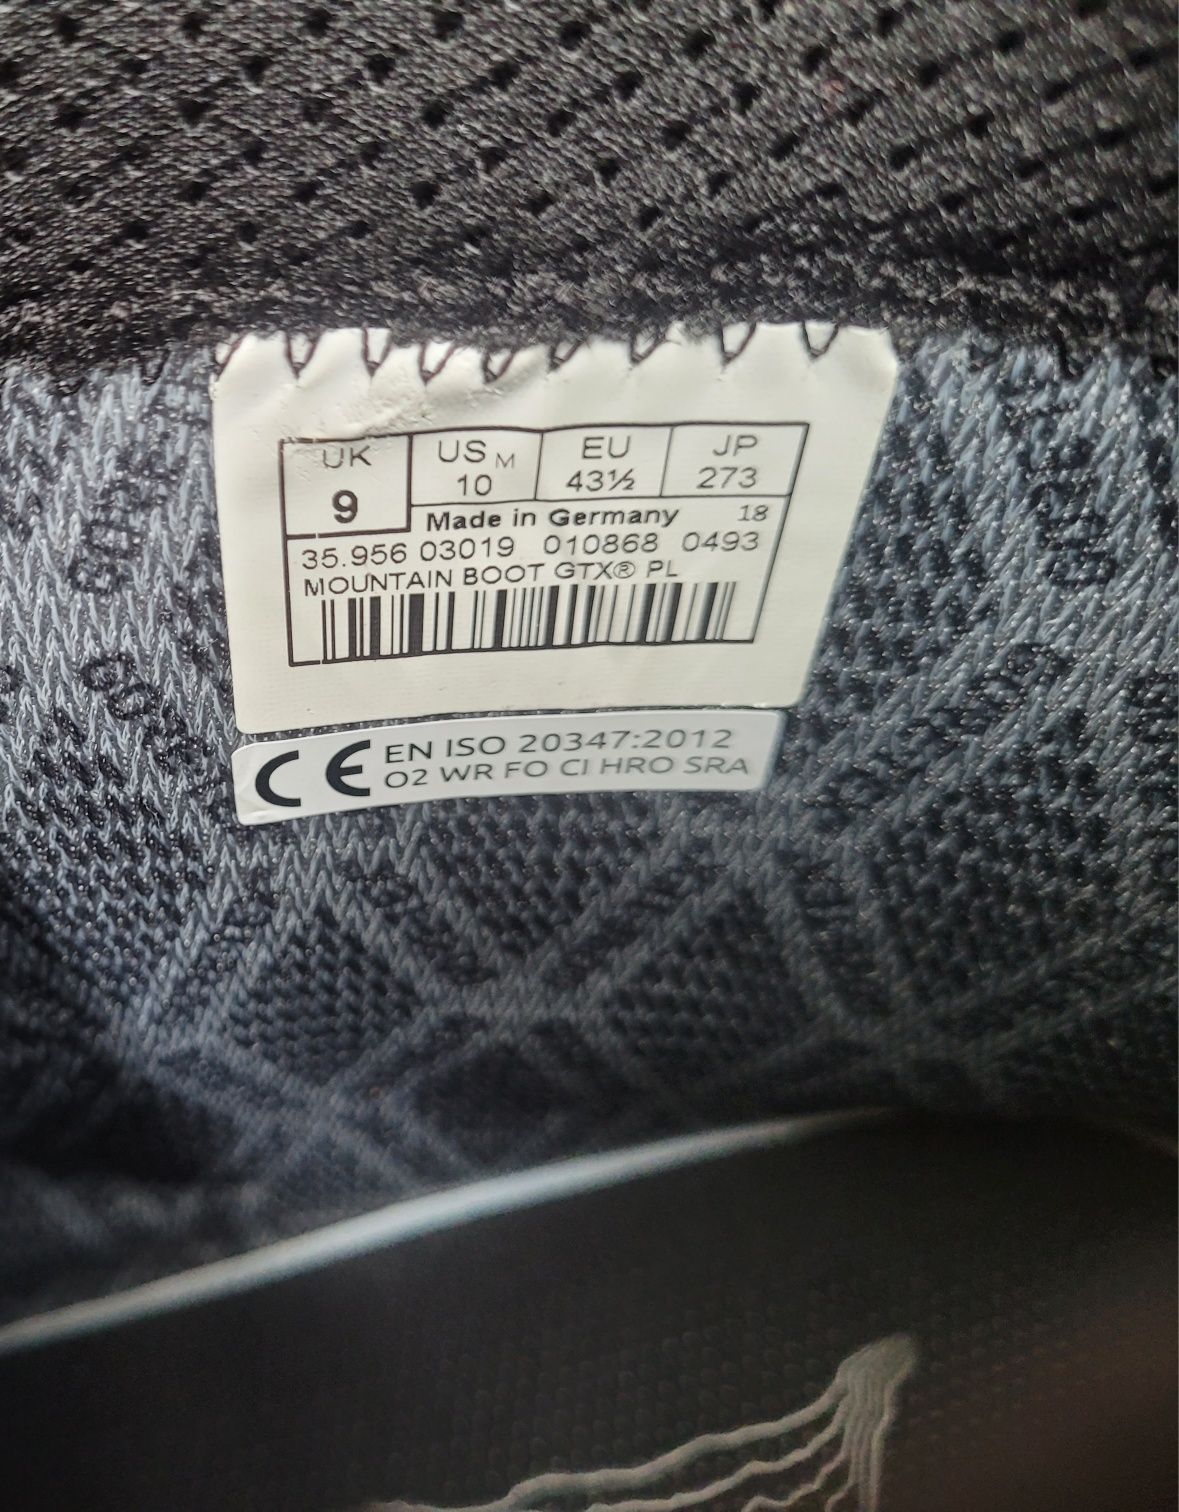 UK US M EU JP
9 10 43½ 273
Made in Germany 18
35.956 03019 010868 0493
MOUNTAIN BOOT GTX® PL
CE EN ISO 20347:2012
O2 WR FO CI HRO SRA